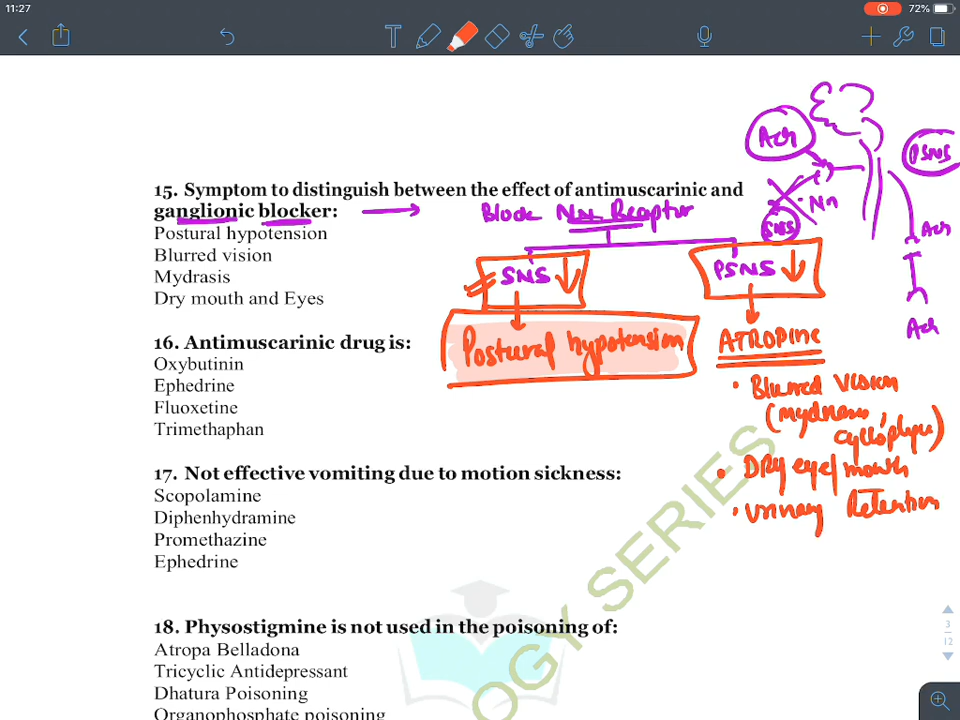 11:27
72%
15. Symptom to distinguish between the effect of antimuscarinic and
ganglionic blocker:
Postural hypotension
Blurred vision
Mydrasis
Dry mouth and Eyes
Block Nn Receptor
SNS ↓
PSNS ↓
Postural hypotension
ATROPINE
• Blurred vision
(mydriasis,
• Dry eye/mouth
• Urinary Retention
Ach
PSNS
Nn
SNS
Ach
Ach
16. Antimuscarinic drug is:
Oxybutinin
Ephedrine
Fluoxetine
Trimethaphan
17. Not effective vomiting due to motion sickness:
Scopolamine
Diphenhydramine
Promethazine
Ephedrine
18. Physostigmine is not used in the poisoning of:
Atropa Belladona
Tricyclic Antidepressant
Dhatura Poisoning
Organophosphate poisoning
OGY SERIES
3
12